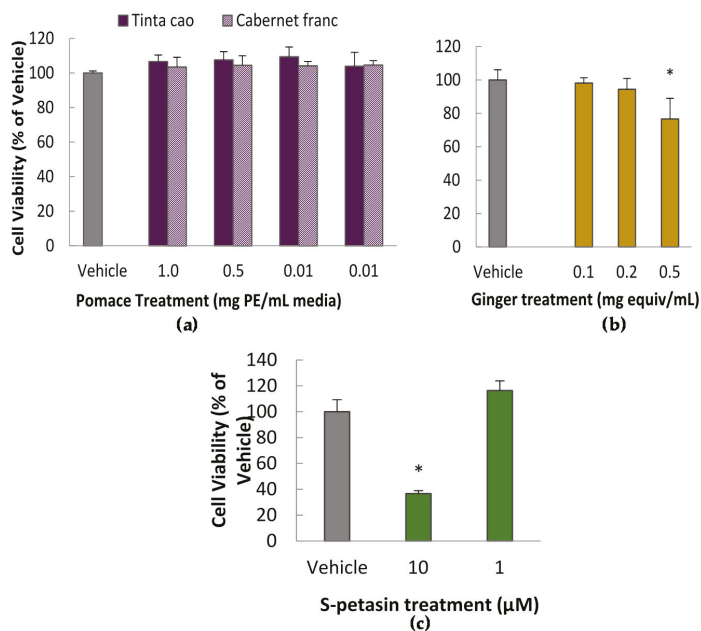 Tinta cao Cabernet franc
Cell Viability (% of Vehicle)
120
100
80
60
40
20
0
Vehicle 1.0 0.5 0.01 0.01
Pomace Treatment (mg PE/mL media)
(a)
120
100
80
60
40
20
0
*
Vehicle 0.1 0.2 0.5
Ginger treatment (mg equiv/mL)
(b)
Cell Viability (% of
Vehicle)
140
120
100
80
60
40
20
0
*
Vehicle 10 1
S-petasin treatment (μM)
(c)